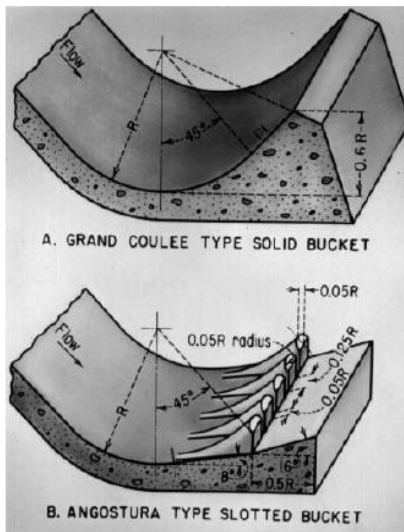 Flow
R
45°
P.I.
0.6R
A. GRAND COULEE TYPE SOLID BUCKET
0.05R
0.05R radius
0.125R
0.05R
Flow
R
45°
8°
16°
0.5R
B. ANGOSTURA TYPE SLOTTED BUCKET